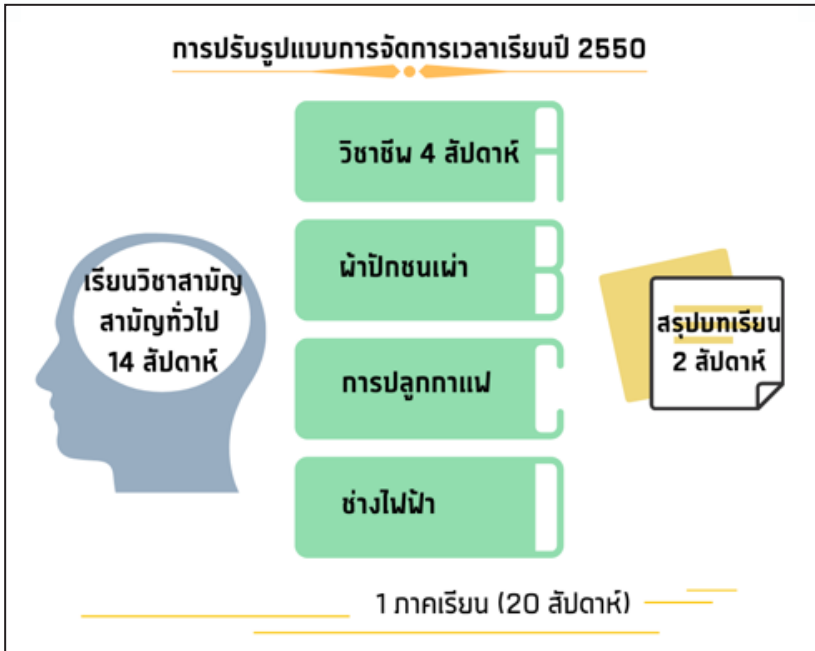 การปรับรูปแบบการจัดการเวลาเรียนปี 2550
เรียนวิชาสามัญ
สามัญทั่วไป
14 สัปดาห์
วิชาชีพ 4 สัปดาห์
ผ้าปักชนเผ่า
การปลูกกาแฟ
ช่างไฟฟ้า
A
B
C
D
สรุปบทเรียน
2 สัปดาห์
1 ภาคเรียน (20 สัปดาห์)